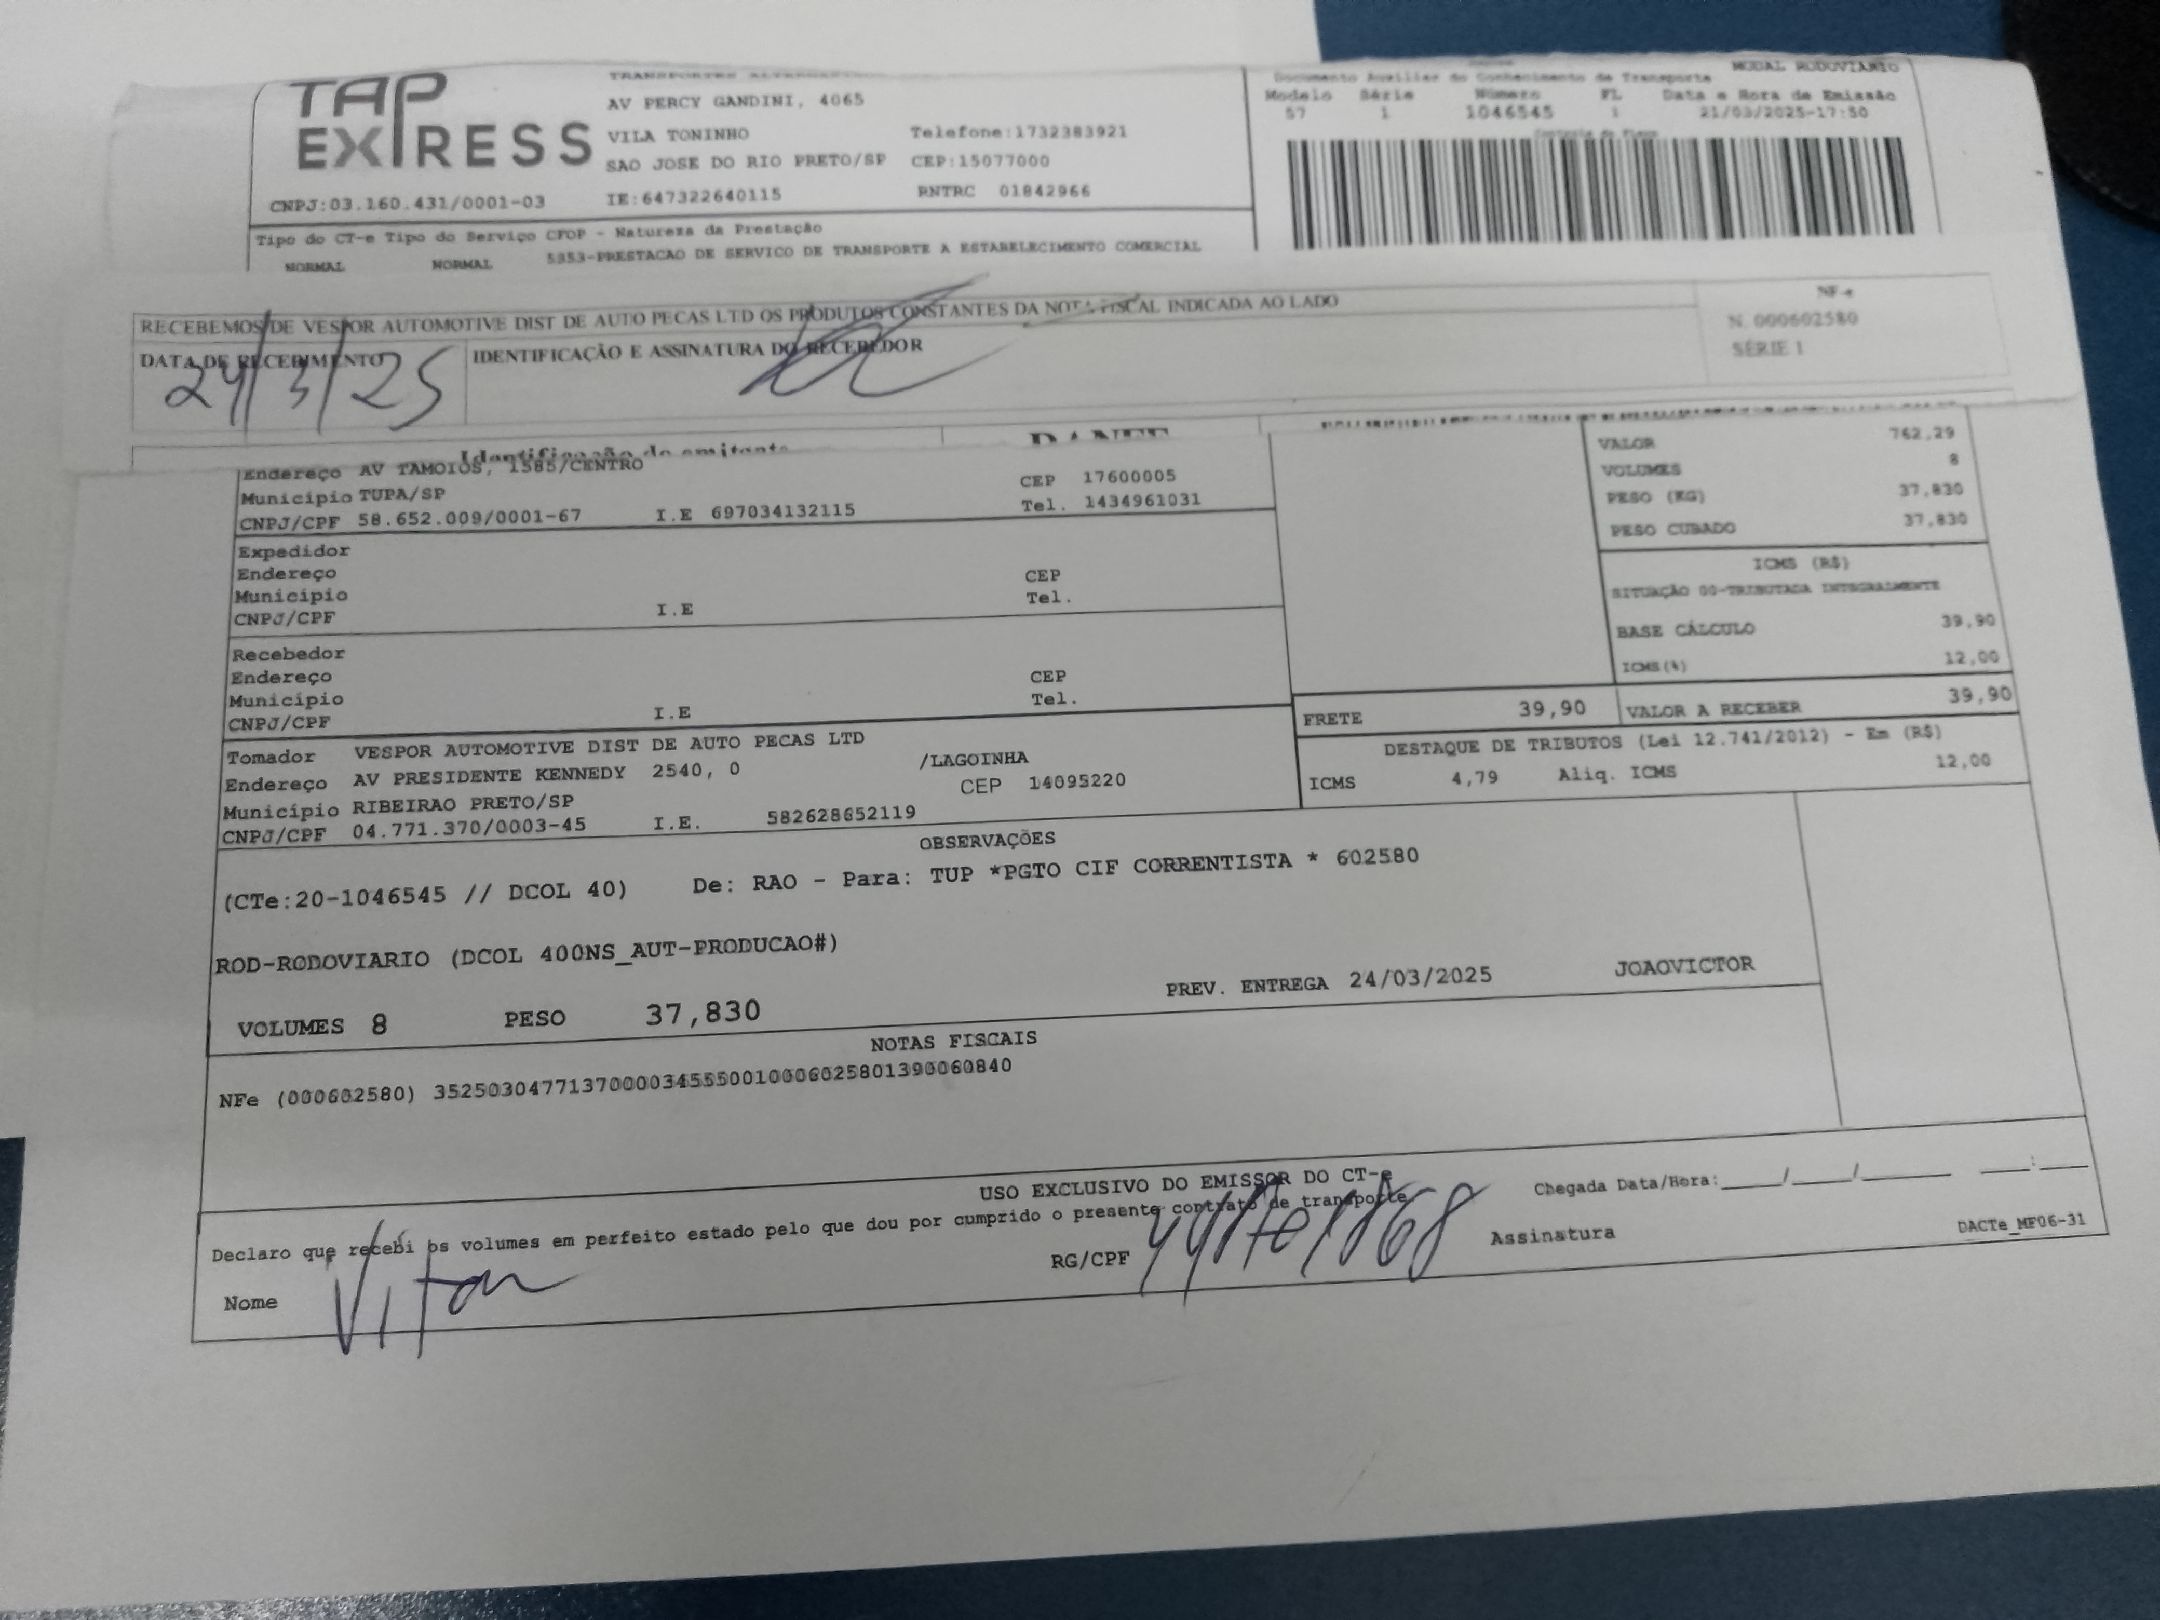 TAP EXPRESS
AV PERCY GANDINI, 4065
VILA TONINHO Telefone:1732383921
SAO JOSE DO RIO PRETO/SP CEP:15077000
CNPJ:03.160.431/0001-03 IE:647322640115 RNTRC 01842966
MODAL RODOVIARIO
Documento Auxiliar do Conhecimento de Transporte
Modelo Série Número FL Data e Hora de Emissão
57 1 1046545 1 21/03/2025-17:50
Tipo do CT-e Tipo do Serviço CFOP - Natureza da Prestação
NORMAL NORMAL 5353-PRESTACAO DE SERVICO DE TRANSPORTE A ESTABELECIMENTO COMERCIAL
RECEBEMOS DE VESPOR AUTOMOTIVE DIST DE AUTO PECAS LTD OS PRODUTOS CONSTANTES DA NOTA FISCAL INDICADA AO LADO
NF-e
N. 000602580
SÉRIE 1
DATA DE RECEBIMENTO IDENTIFICAÇÃO E ASSINATURA DO RECEBEDOR
24/3/25
Identificação do emitente DANFE
Endereço AV TAMOIOS, 1585/CENTRO CEP 17600005
Município TUPA/SP Tel. 1434961031
CNPJ/CPF 58.652.009/0001-67 I.E 697034132115
VALOR 762,29
VOLUMES 8
PESO (KG) 37,830
PESO CUBADO 37,830
Expedidor
Endereço CEP
Município Tel.
CNPJ/CPF I.E
ICMS (R$)
SITUAÇÃO 00-TRIBUTADA INTEGRALMENTE
BASE CÁLCULO 39,90
ICMS(%) 12,00
Recebedor
Endereço CEP
Município Tel.
CNPJ/CPF I.E
FRETE 39,90 VALOR A RECEBER 39,90
Tomador VESPOR AUTOMOTIVE DIST DE AUTO PECAS LTD
Endereço AV PRESIDENTE KENNEDY 2540, 0 /LAGOINHA
Município RIBEIRAO PRETO/SP CEP 14095220
CNPJ/CPF 04.771.370/0003-45 I.E. 582628652119
DESTAQUE DE TRIBUTOS (Lei 12.741/2012) - Em (R$)
ICMS 4,79 Aliq. ICMS 12,00
OBSERVAÇÕES
(CTe:20-1046545 // DCOL 40) De: RAO - Para: TUP *PGTO CIF CORRENTISTA * 602580
ROD-RODOVIARIO (DCOL 400NS_AUT-PRODUCAO#)
VOLUMES 8 PESO 37,830 PREV. ENTREGA 24/03/2025 JOAOVICTOR
NOTAS FISCAIS
NFe (000602580) 35250304771370000345550010006025801390060840
USO EXCLUSIVO DO EMISSOR DO CT-e
Declaro que recebi os volumes em perfeito estado pelo que dou por cumprido o presente contrato de transporte
Chegada Data/Hora:____/____/______ ___:___
Nome Vitor RG/CPF Assinatura
DACTe_MF06-31